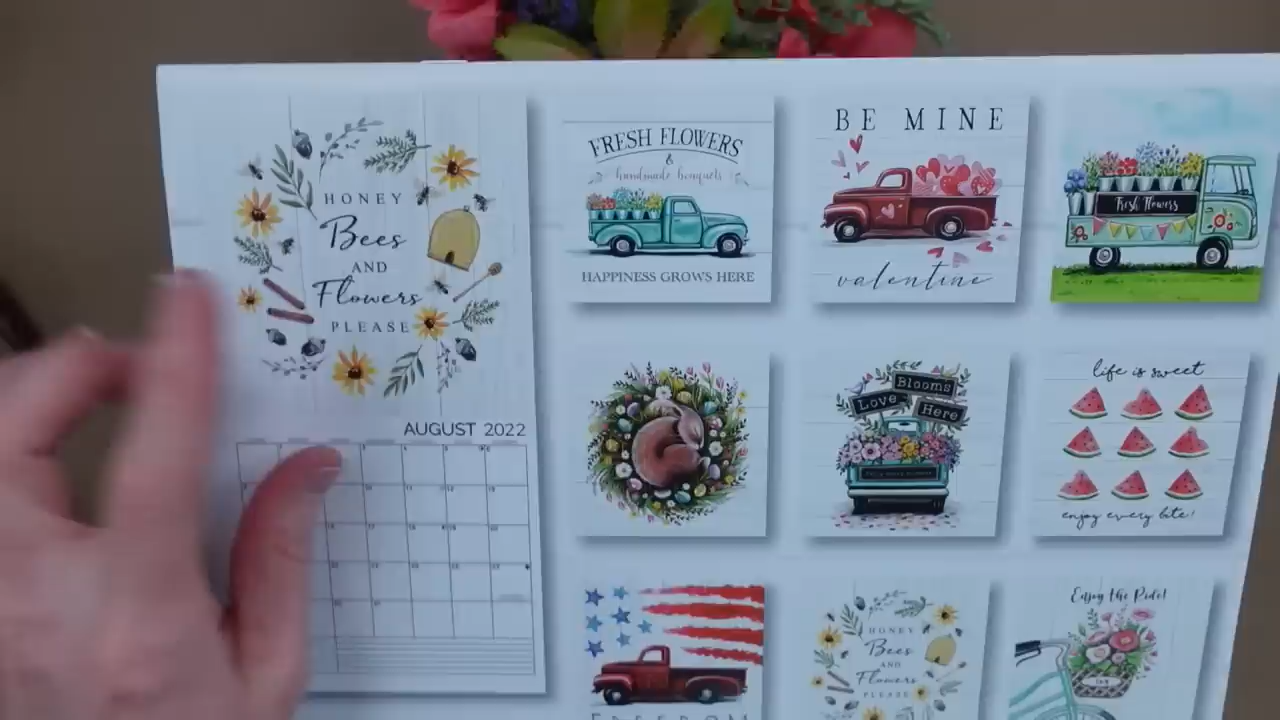 HONEY
Bees
AND
Flowers
PLEASE
AUGUST 2022
FRESH FLOWERS
&
handmade bouquets
HAPPINESS GROWS HERE
BE MINE
valentine
Fresh Flowers
Love
Blooms
Here
life is sweet
enjoy every bite!
FREEDOM
HONEY
Bees
AND
Flowers
PLEASE
Enjoy the Ride!